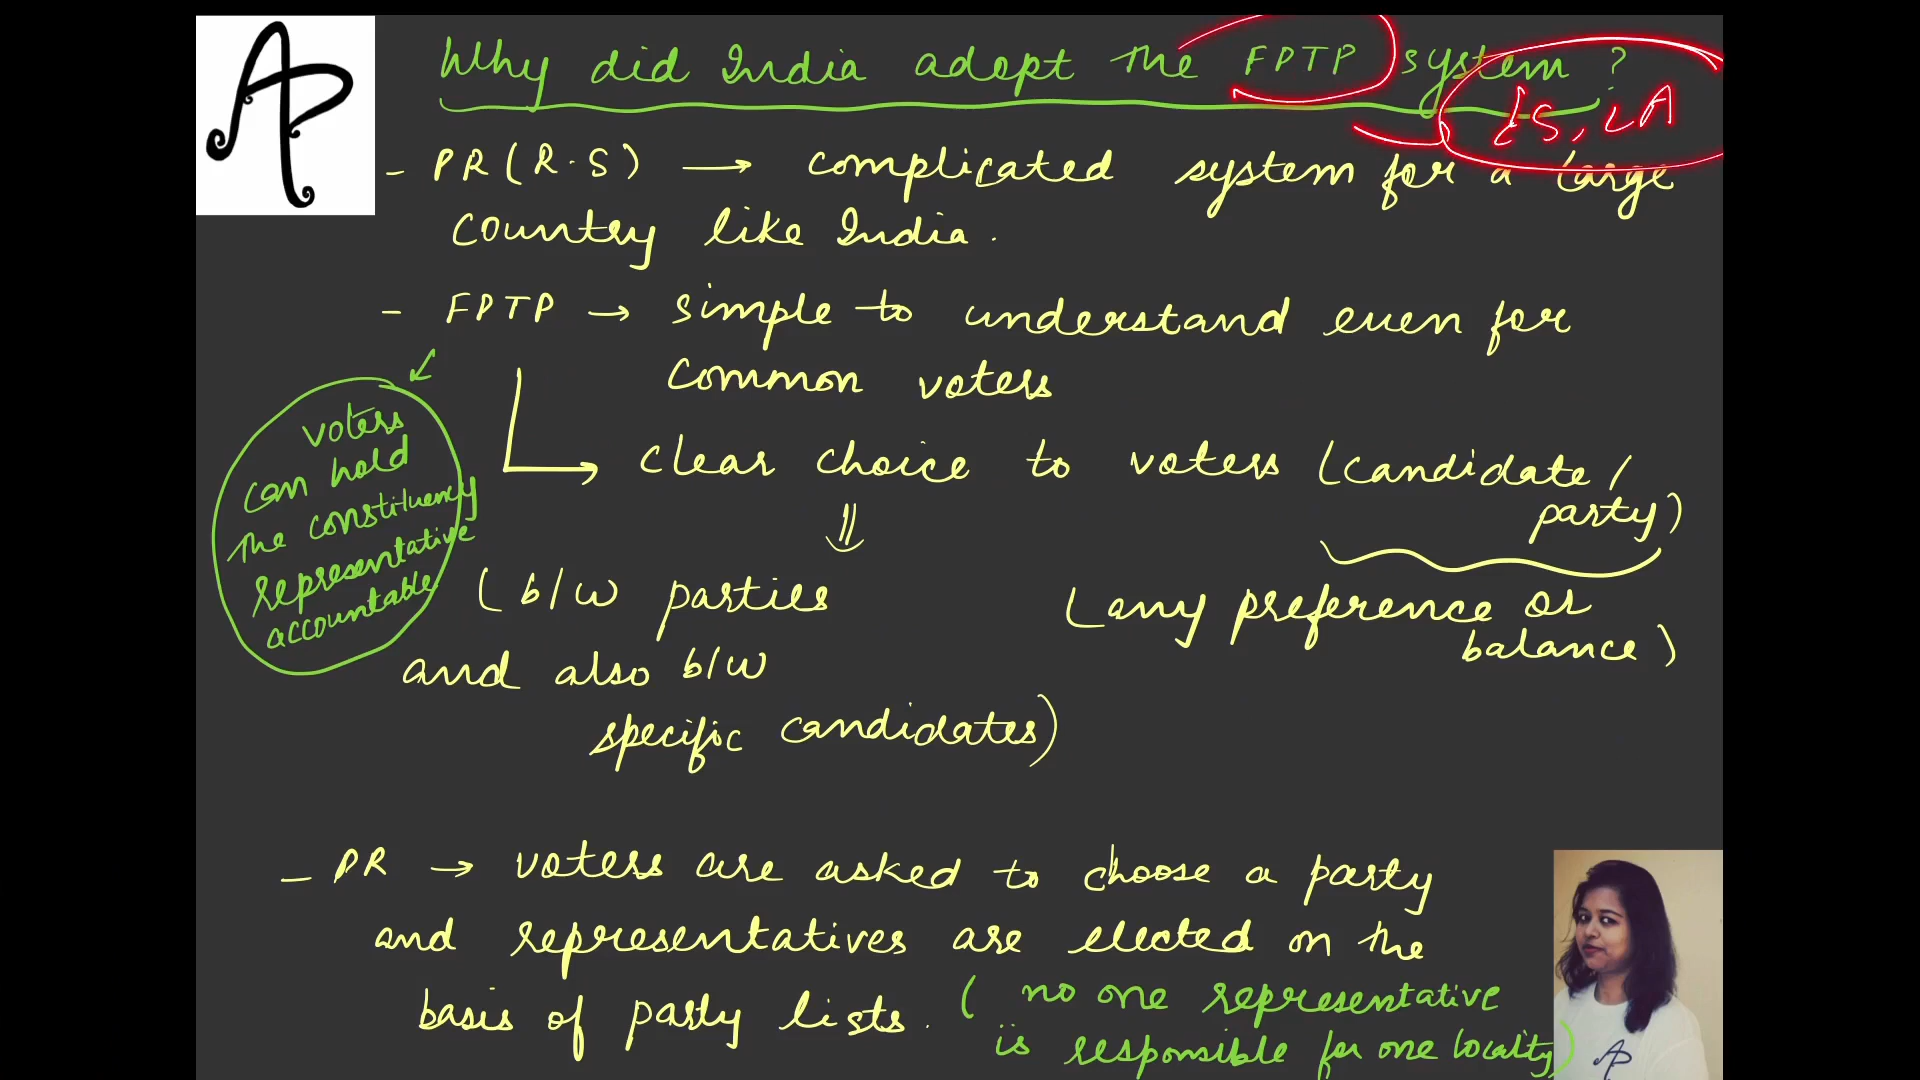 AP
Why did India adopt the FPTP system?
LS, LA
- PR (R.S) → complicated system for a large
country like India.
- FPTP → simple to understand even for
common voters
clear choice to voters (candidate/
party)
voters
can hold
the constituency
representative
accountable
(b/w parties
and also b/w
specific candidates)
(any preference or
balance)
- PR → voters are asked to choose a party
and representatives are elected on the
basis of party lists. (no one representative
is responsible for one locality)
AP